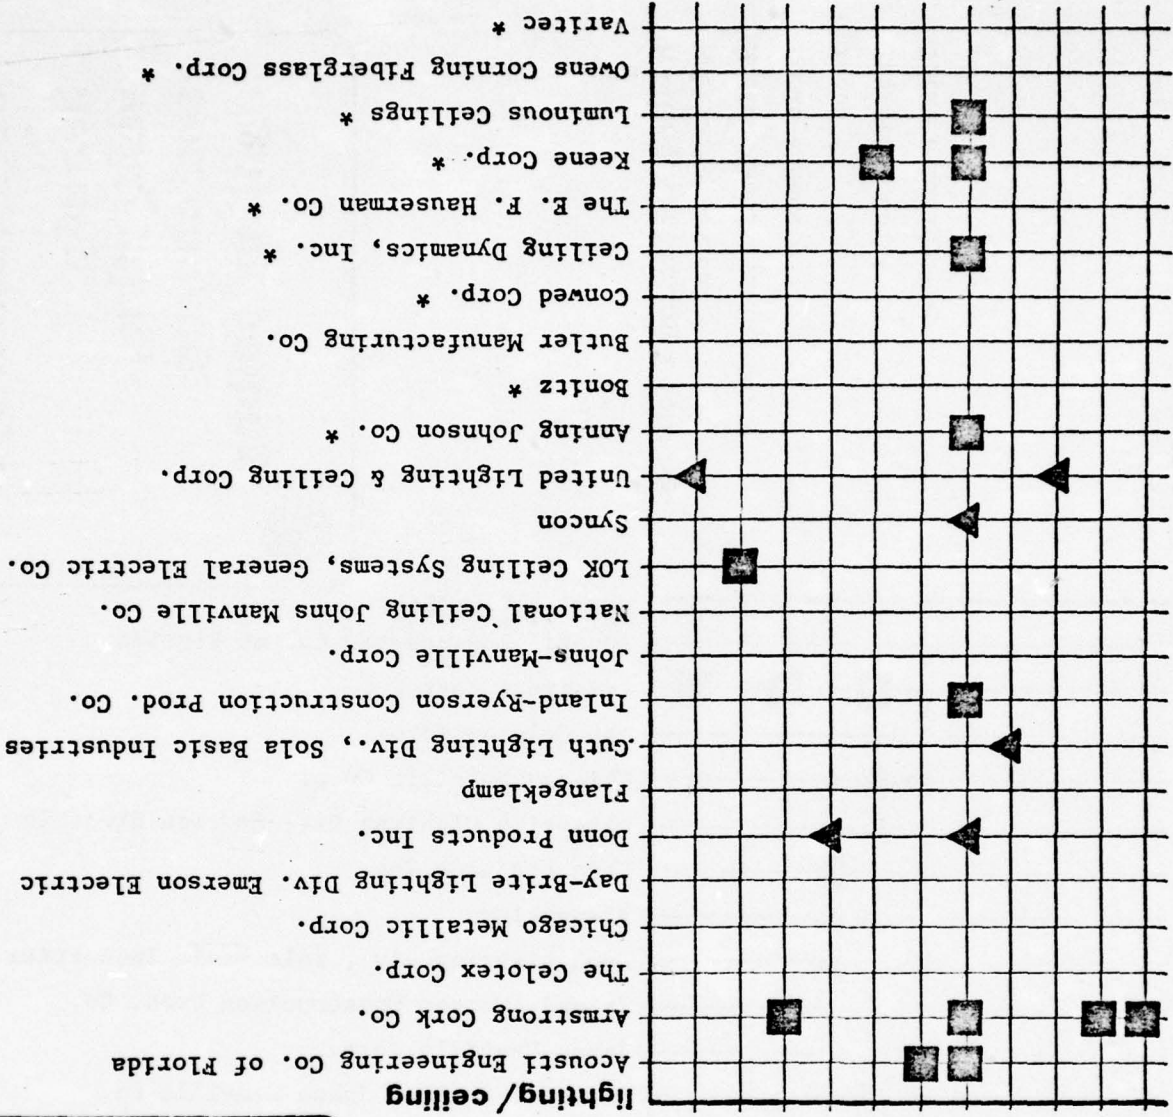 lighting/ceiling
Acousti Engineering Co. of Florida
Armstrong Cork Co.
The Celotex Corp.
Chicago Metallic Corp.
Day-Brite Lighting Div. Emerson Electric
Donn Products Inc.
Flangeklamp
Guth Lighting Div., Sola Basic Industries
Inland-Ryerson Construction Prod. Co.
Johns-Manville Corp.
National Ceiling Johns Manville Co.
LOK Ceiling Systems, General Electric Co.
Syncon
United Lighting & Ceiling Corp.
Anning Johnson Co. *
Bonitz *
Butler Manufacturing Co.
Conwed Corp. *
Ceiling Dynamics, Inc. *
The E. F. Hauserman Co. *
Keene Corp. *
Luminous Ceilings *
Owens Corning Fiberglass Corp. *
Varitec *